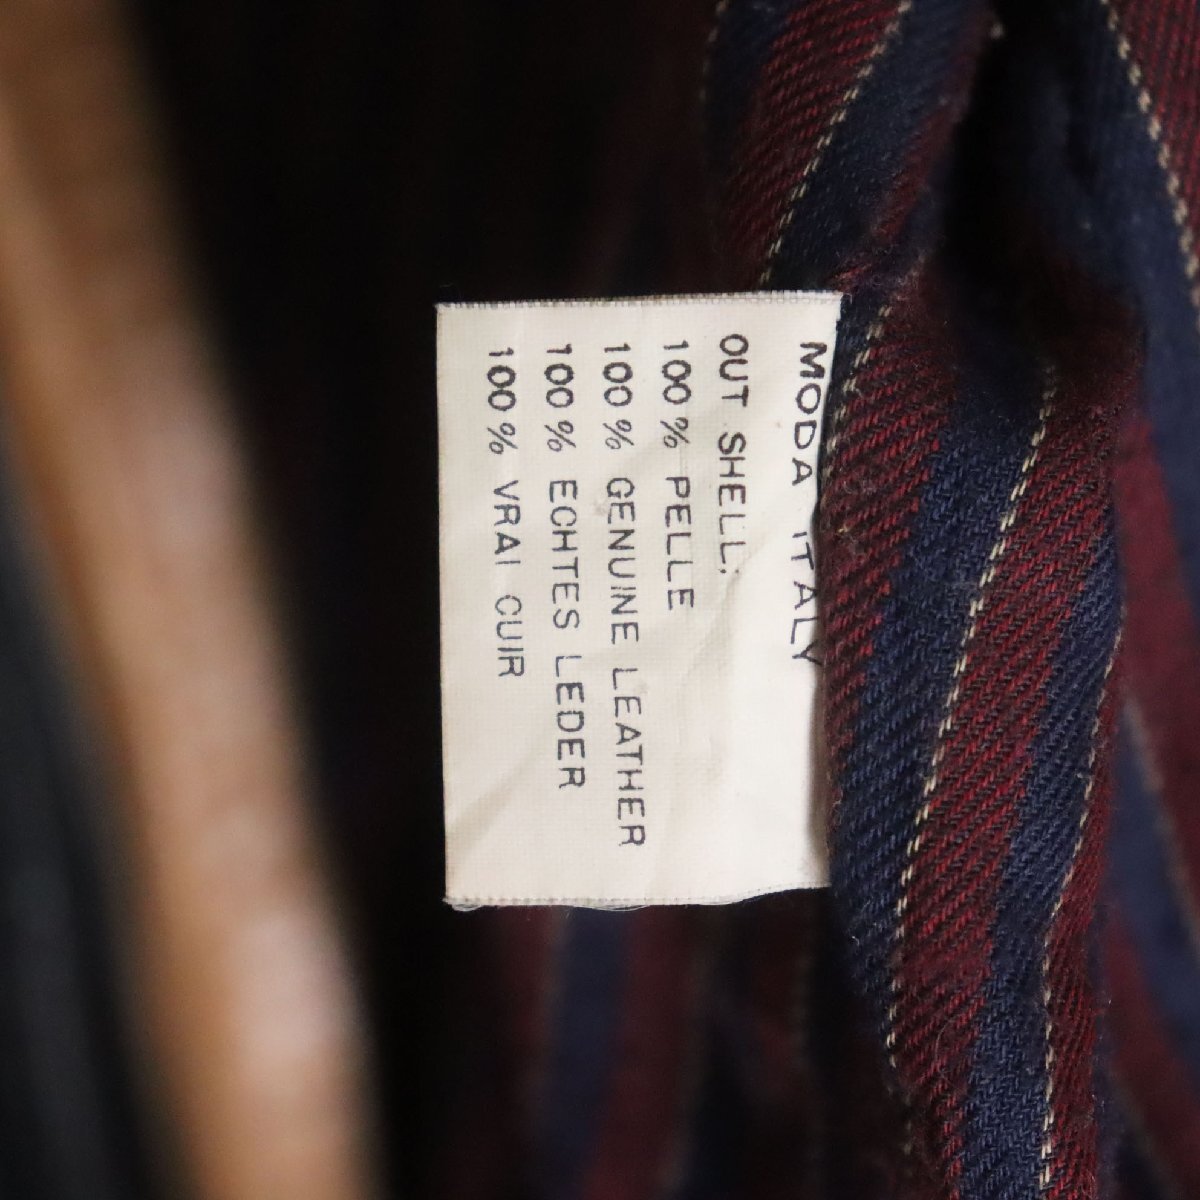 MODA ITALY
OUT SHELL.
100% PELLE
100% GENUINE LEATHER
100% ECHTES LEDER
100% VRAI CUIR